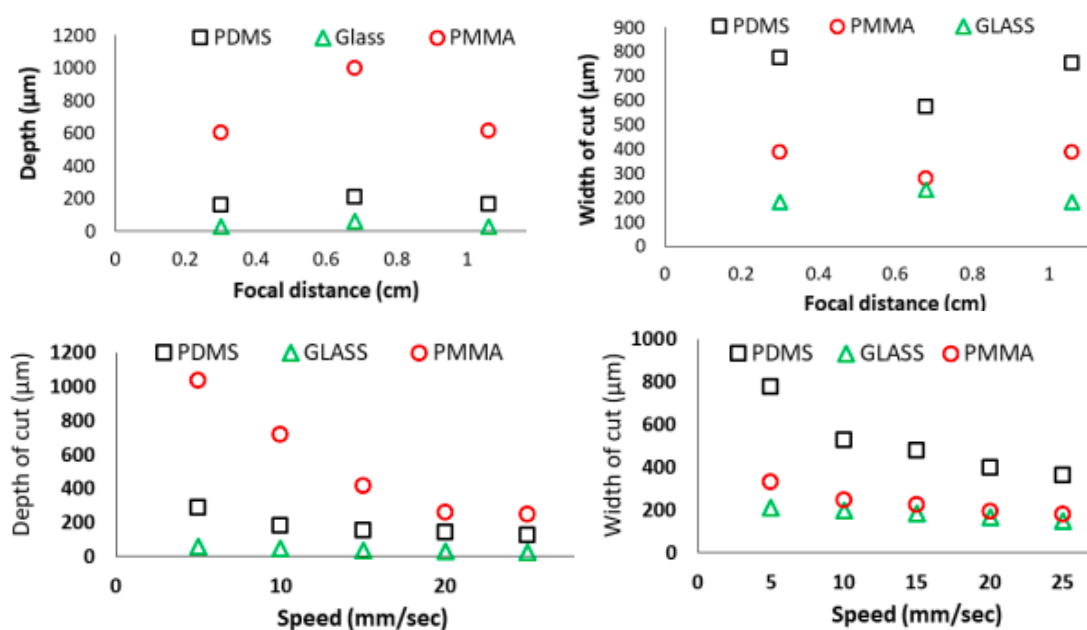 PDMS Glass PMMA
1200
1000
800
600
400
200
0
Depth (µm)
0 0.2 0.4 0.6 0.8 1
Focal distance (cm)
PDMS PMMA GLASS
900
800
700
600
500
400
300
200
100
0
Width of cut (µm)
0 0.2 0.4 0.6 0.8 1
Focal distance (cm)
PDMS GLASS PMMA
1200
1000
800
600
400
200
0
Depth of cut (µm)
0 10 20
Speed (mm/sec)
PDMS GLASS PMMA
1000
800
600
400
200
0
Width of cut (µm)
0 5 10 15 20 25
Speed (mm/sec)